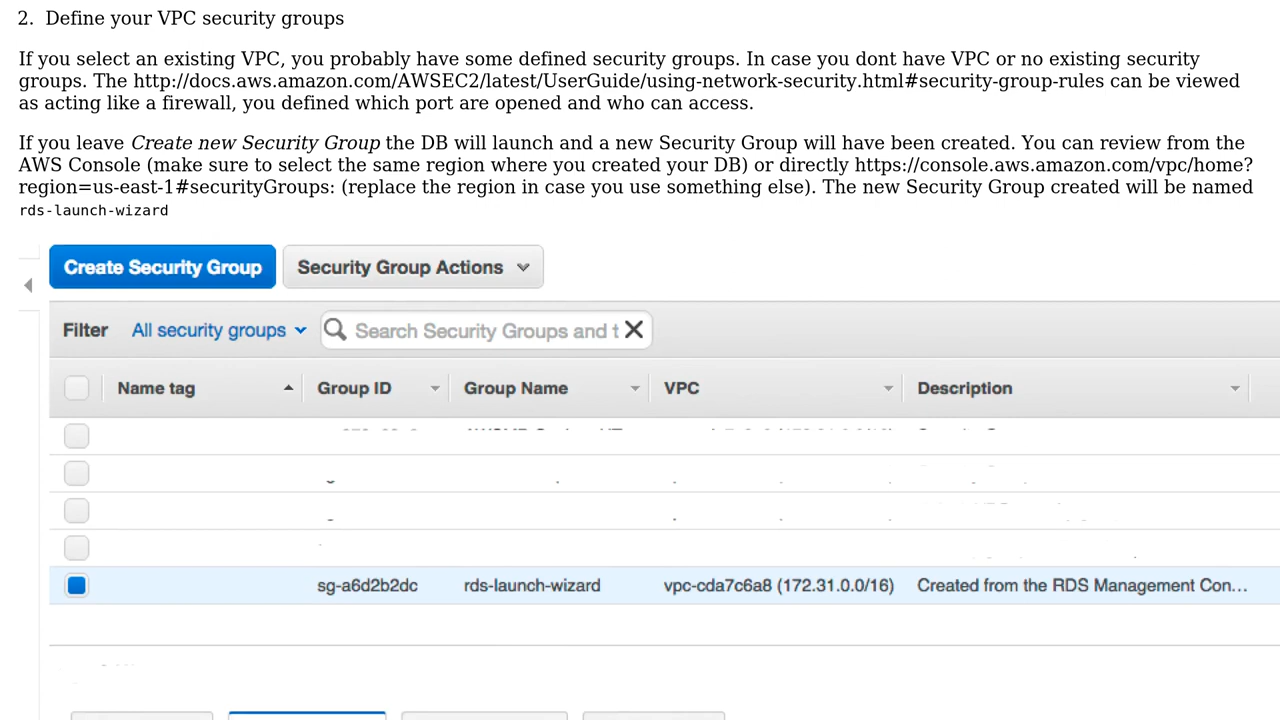 2. Define your VPC security groups
If you select an existing VPC, you probably have some defined security groups. In case you dont have VPC or no existing security
groups. The http://docs.aws.amazon.com/AWSEC2/latest/UserGuide/using-network-security.html#security-group-rules can be viewed
as acting like a firewall, you defined which port are opened and who can access.
If you leave Create new Security Group the DB will launch and a new Security Group will have been created. You can review from the
AWS Console (make sure to select the same region where you created your DB) or directly https://console.aws.amazon.com/vpc/home?
region=us-east-1#securityGroups: (replace the region in case you use something else). The new Security Group created will be named
rds-launch-wizard
Create Security Group Security Group Actions
Filter All security groups Search Security Groups and t
Name tag Group ID Group Name VPC Description
sg-a6d2b2dc rds-launch-wizard vpc-cda7c6a8 (172.31.0.0/16) Created from the RDS Management Con...